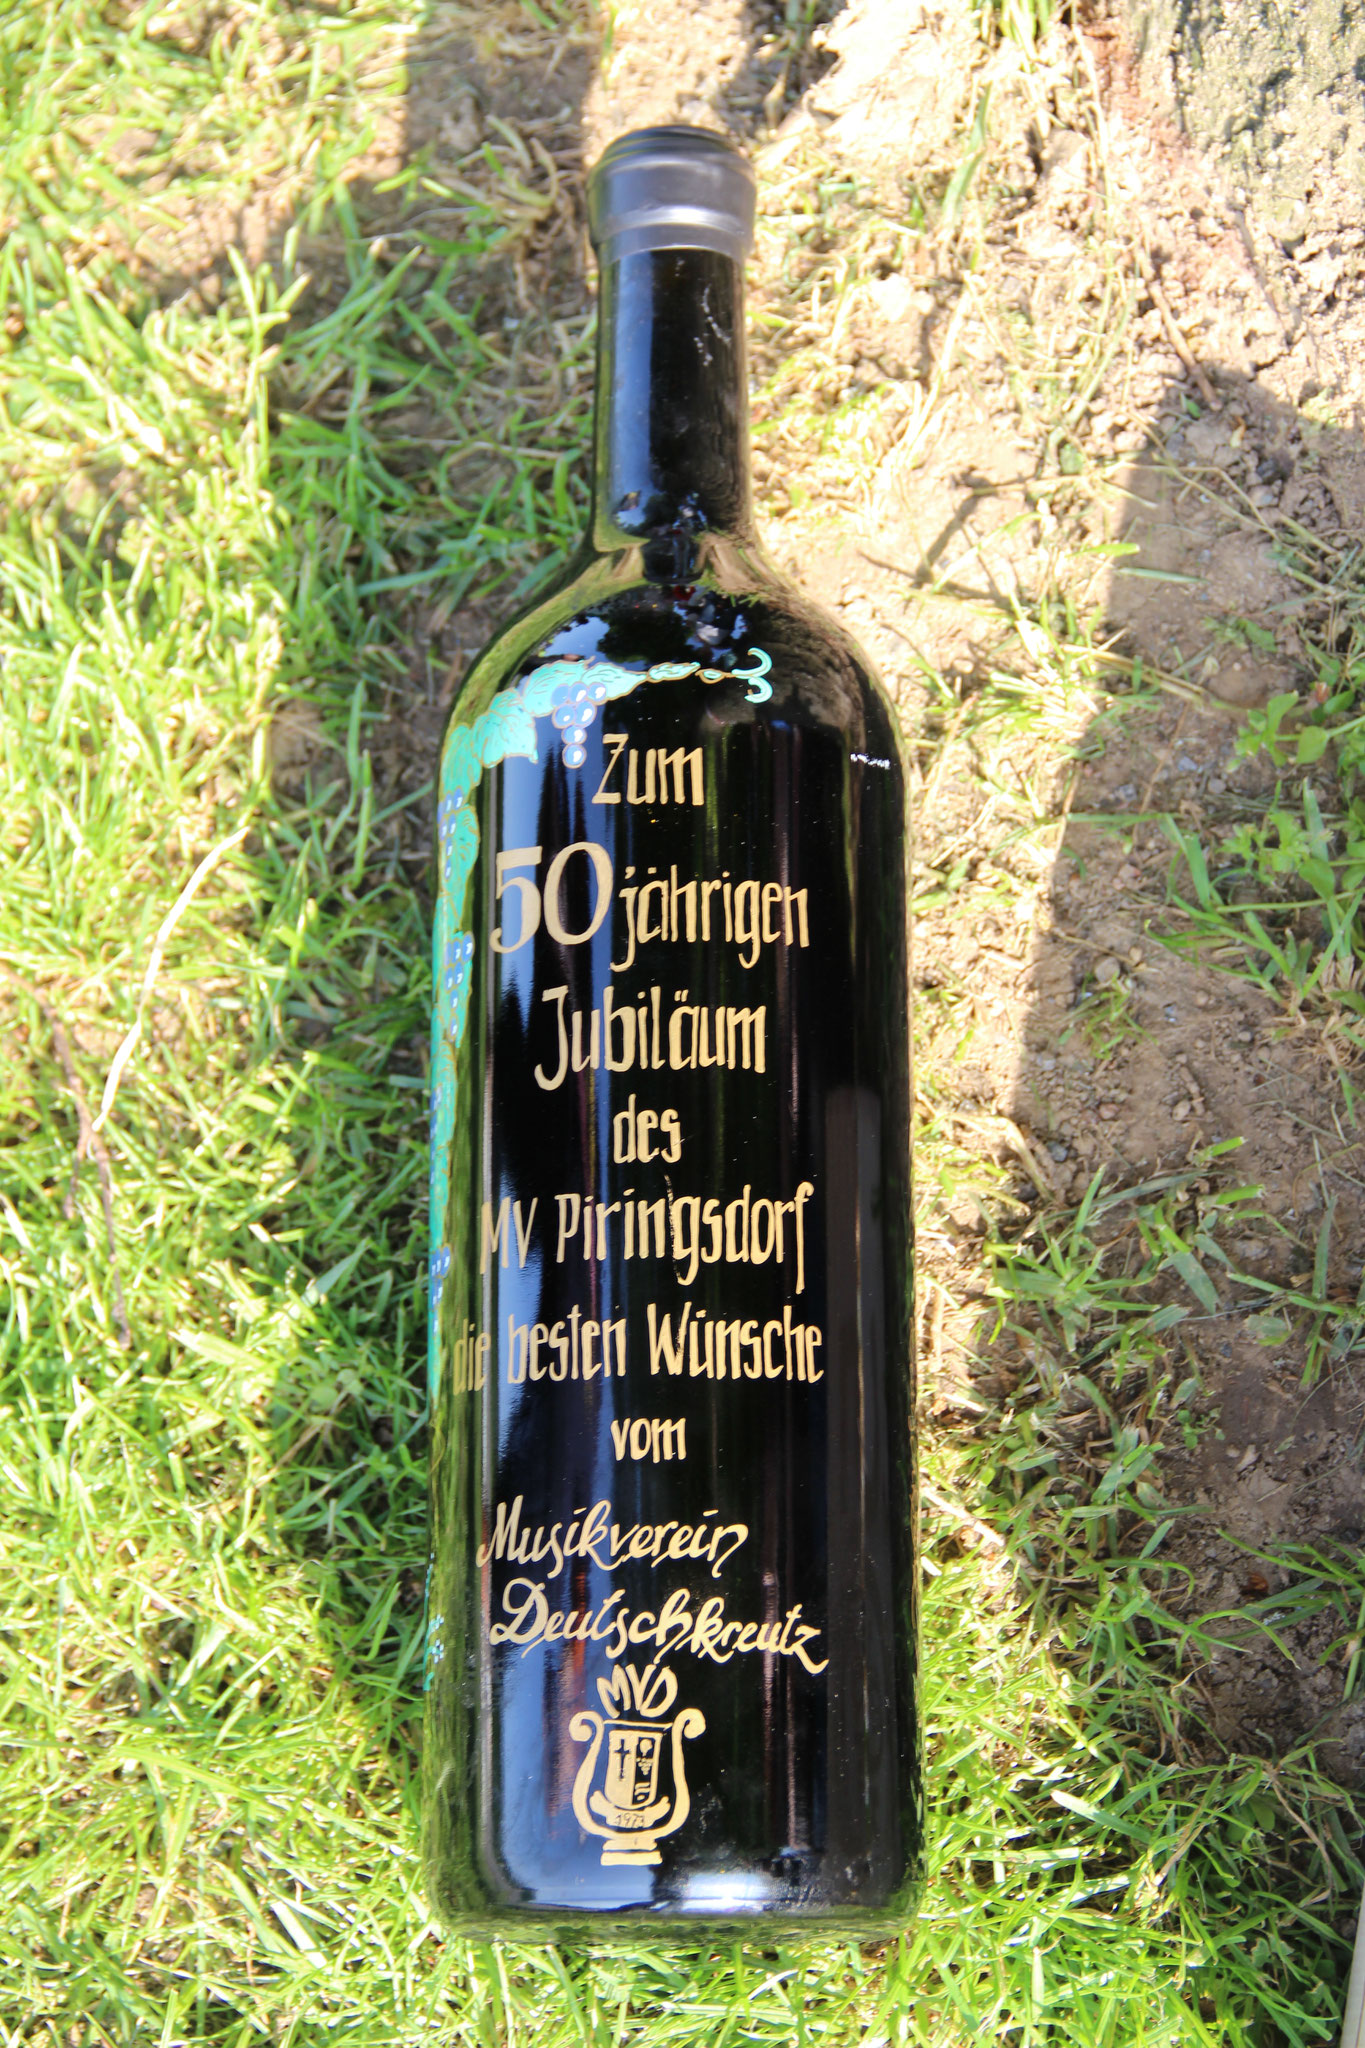 Zum
50 jährigen
Jubiläum
des
MV Piringsdorf
die besten Wünsche
vom
Musikverein
Deutschkreutz
MVD